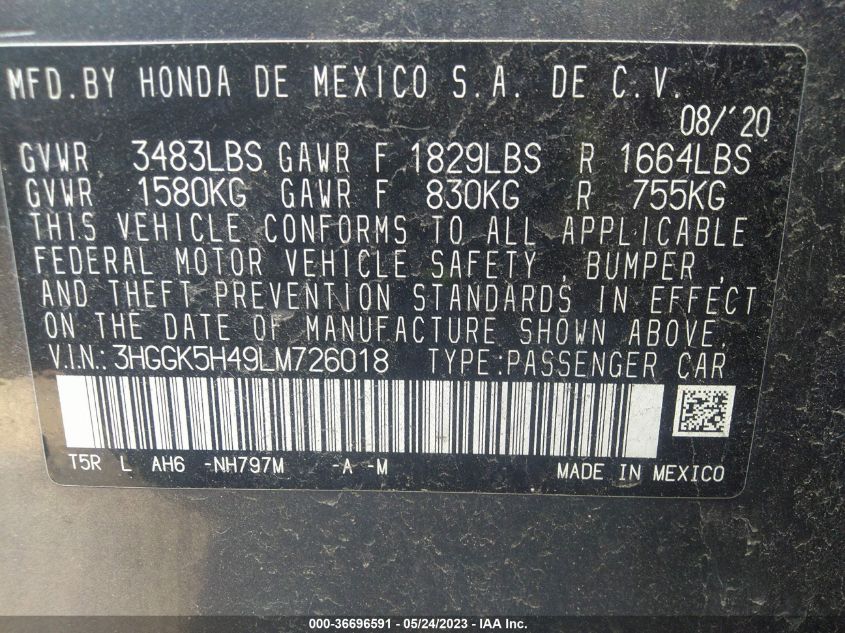 MFD.BY HONDA DE MEXICO S.A. DE C.V.
08/'20
GVWR 3483LBS GAWR F 1829LBS R 1664LBS
GVWR 1580KG GAWR F 830KG R 755KG
THIS VEHICLE CONFORMS TO ALL APPLICABLE
FEDERAL MOTOR VEHICLE SAFETY , BUMPER ,
AND THEFT PREVENTION STANDARDS IN EFFECT
ON THE DATE OF MANUFACTURE SHOWN ABOVE.
V.I.N.: 3HGGK5H49LM726018 TYPE:PASSENGER CAR
T5R L AH6 -NH797M -A -M MADE IN MEXICO
000-36696591 - 05/24/2023 - IAA Inc.